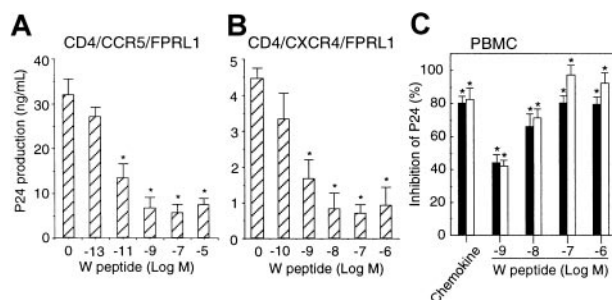 A
CD4/CCR5/FPRL1
P24 production (ng/mL)
40
30
20
10
0
*
*
*
*
0 -13 -11 -9 -7 -5
W peptide (Log M)
B
CD4/CXCR4/FPRL1
5
4
3
2
1
0
*
*
*
*
0 -10 -9 -8 -7 -6
W peptide (Log M)
C
PBMC
Inhibition of P24 (%)
100
80
60
40
20
0
* *
* *
* *
* *
* *
Chemokine -9 -8 -7 -6
W peptide (Log M)